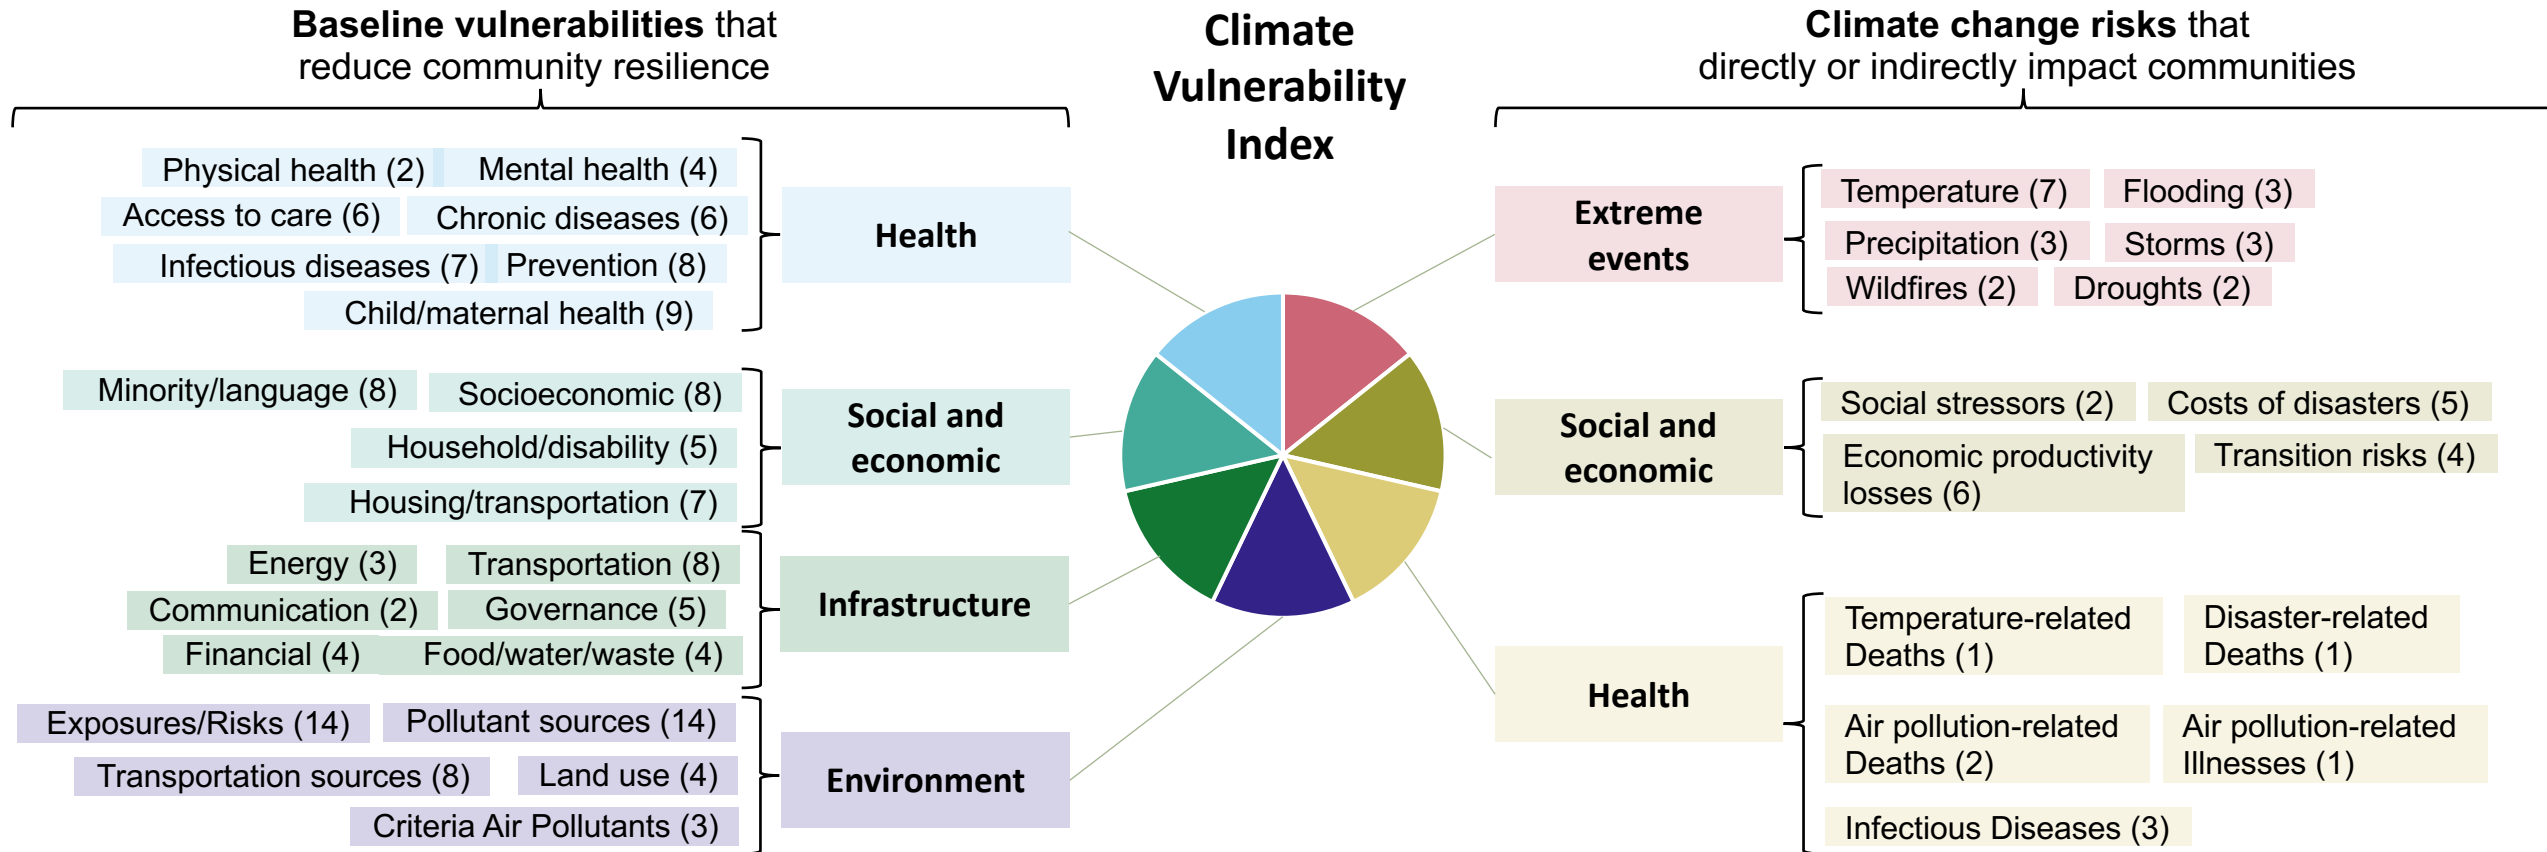 Baseline vulnerabilities that
reduce community resilience
Climate
Vulnerability
Index
Climate change risks that
directly or indirectly impact communities
Physical health (2)
Mental health (4)
Access to care (6)
Chronic diseases (6)
Infectious diseases (7)
Prevention (8)
Child/maternal health (9)
Health
Minority/language (8)
Socioeconomic (8)
Household/disability (5)
Housing/transportation (7)
Social and
economic
Energy (3)
Transportation (8)
Communication (2)
Governance (5)
Financial (4)
Food/water/waste (4)
Infrastructure
Exposures/Risks (14)
Pollutant sources (14)
Transportation sources (8)
Land use (4)
Criteria Air Pollutants (3)
Environment
Extreme
events
Temperature (7)
Flooding (3)
Precipitation (3)
Storms (3)
Wildfires (2)
Droughts (2)
Social and
economic
Social stressors (2)
Costs of disasters (5)
Economic productivity
losses (6)
Transition risks (4)
Health
Temperature-related
Deaths (1)
Disaster-related
Deaths (1)
Air pollution-related
Deaths (2)
Air pollution-related
Illnesses (1)
Infectious Diseases (3)